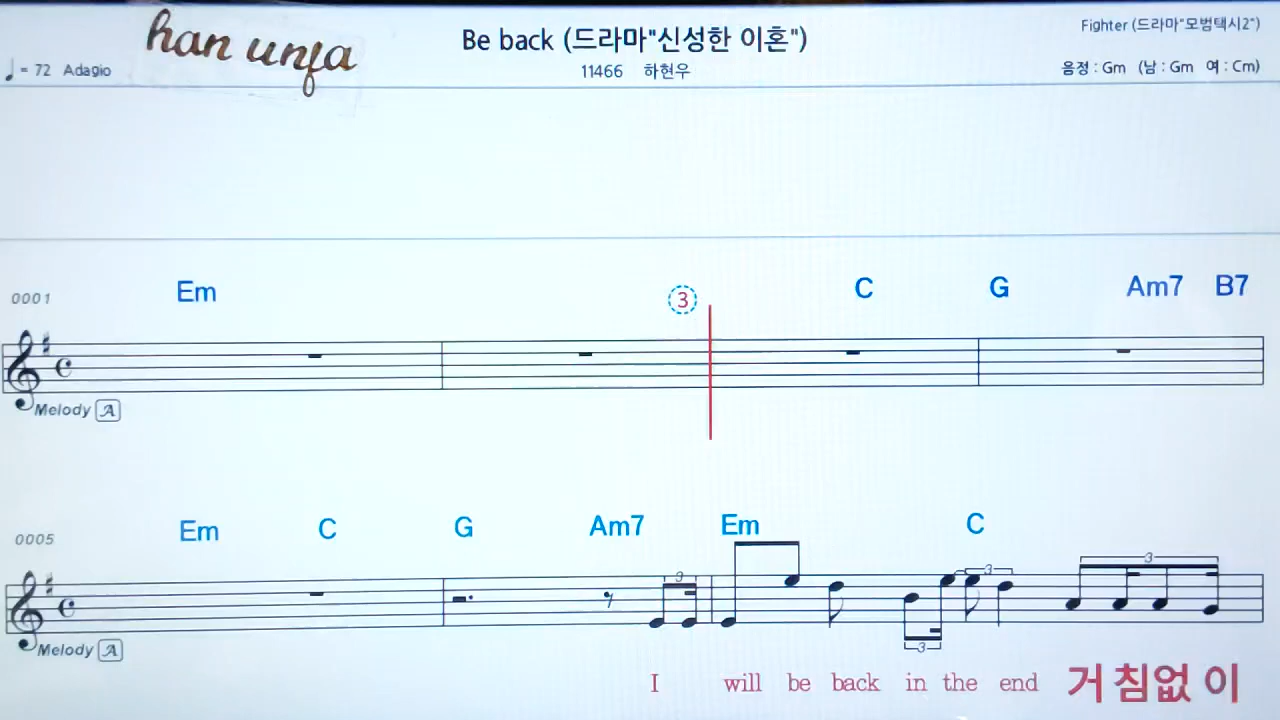 han unfa
Be back (드라마"신성한 이혼")
Fighter (드라마"모범택시2")
♩ = 72 Adagio
11466 하현우
음정 : Gm (남 : Gm 여 : Cm)
0001 Em ③ C G Am7 B7
Melody A
0005 Em C G Am7 Em C
3 3 3
Melody A
3
I will be back in the end 거 침없 이